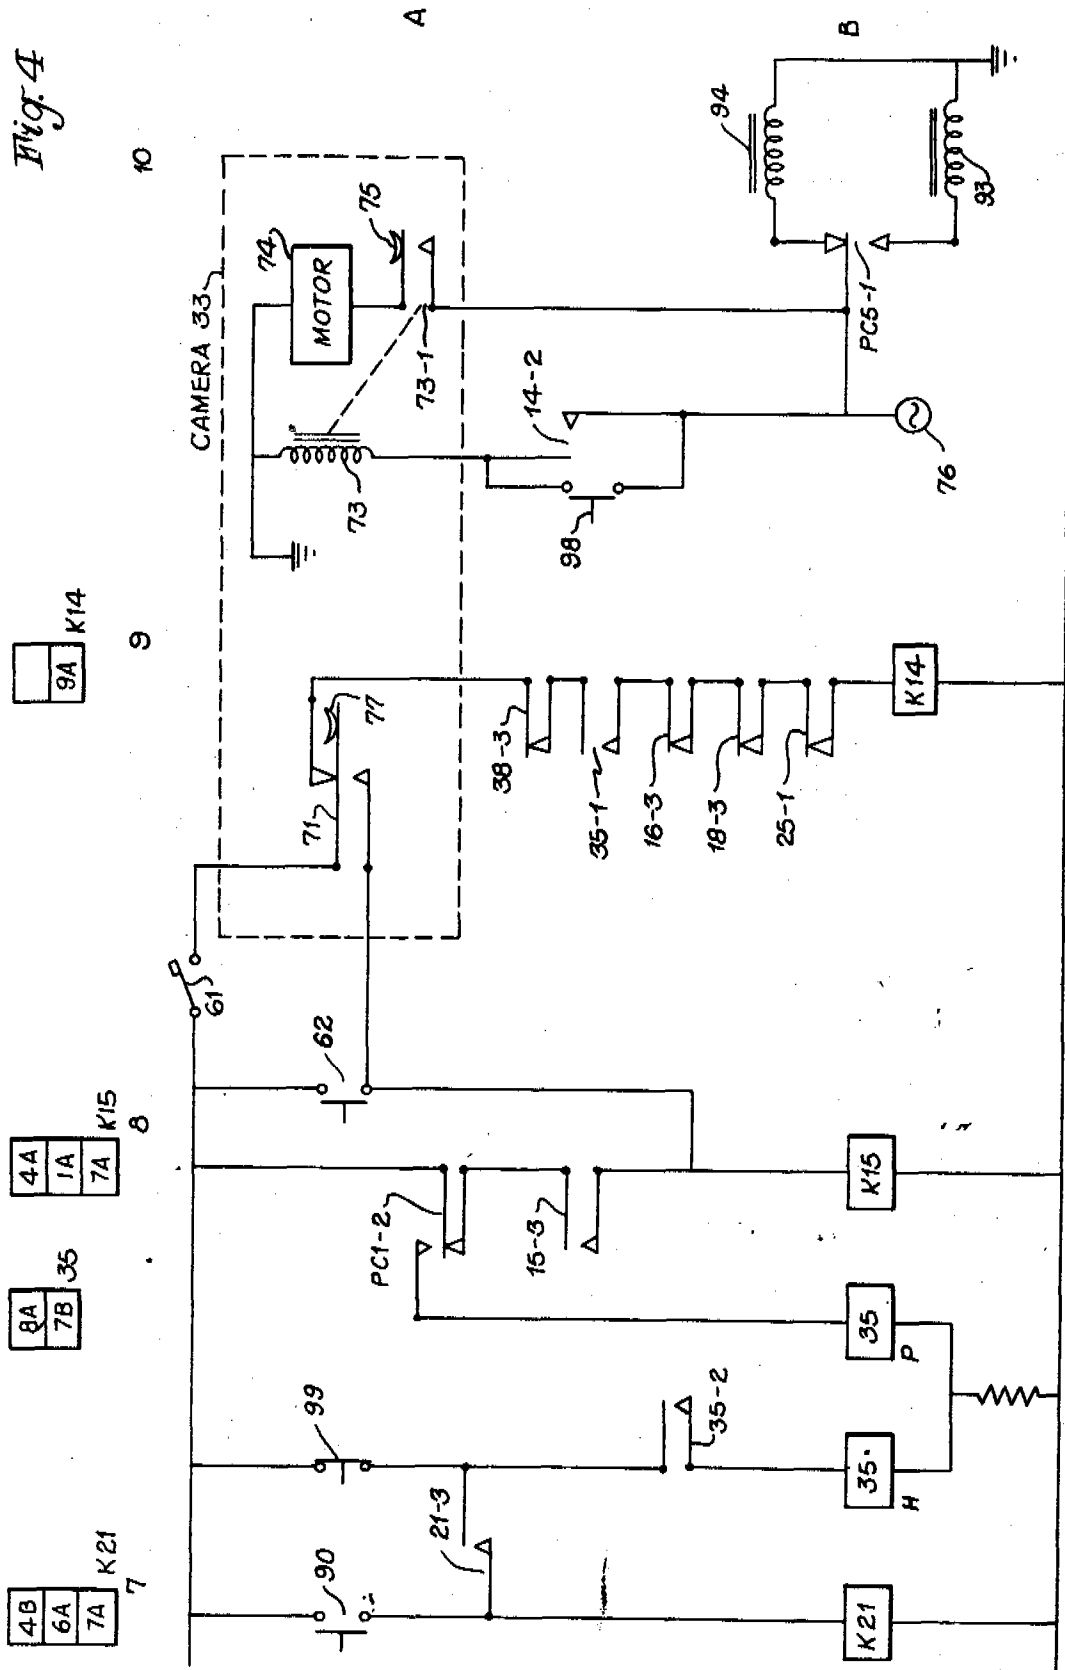 Fig. 4
4B
6A
7A
K21
7
8A
7B
35
4A
1A
7A
K15
8
9A
K14
9
10
A
B
CAMERA 33
74
MOTOR
75
73
73-1
14-2
98
76
94
93
PC5-1
61
62
71
77
38-3
35-1
16-3
18-3
25-1
K14
PC1-2
15-3
K15
99
35-2
35
P
35
H
90
21-3
K21